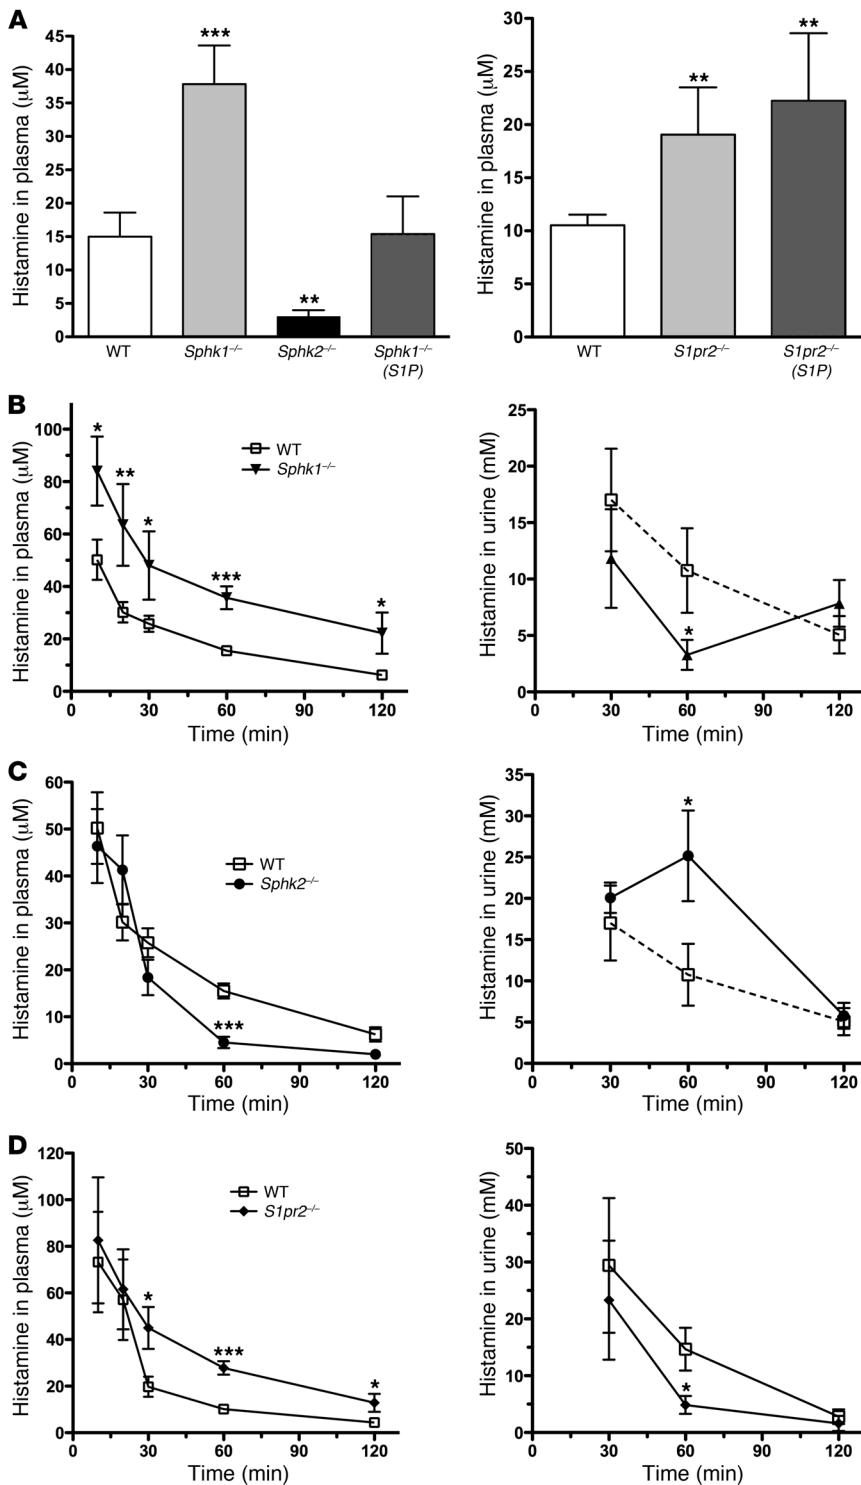 A
Histamine in plasma (µM)
45
40
35
30
25
20
15
10
5
0
***
**
WT
Sphk1–/–
Sphk2–/–
Sphk1–/–
(S1P)
Histamine in plasma (µM)
30
25
20
15
10
5
0
**
**
WT
S1pr2–/–
S1pr2–/–
(S1P)
B
Histamine in plasma (µM)
100
80
60
40
20
0
*
**
*
***
*
WT
Sphk1–/–
0 30 60 90 120
Time (min)
Histamine in urine (mM)
25
20
15
10
5
0
*
0 30 60 90 120
Time (min)
C
Histamine in plasma (µM)
60
50
40
30
20
10
0
***
WT
Sphk2–/–
0 30 60 90 120
Time (min)
Histamine in urine (mM)
35
30
25
20
15
10
5
0
*
0 30 60 90 120
Time (min)
D
Histamine in plasma (µM)
120
100
80
60
40
20
0
*
***
*
WT
S1pr2–/–
0 30 60 90 120
Time (min)
Histamine in urine (mM)
50
40
30
20
10
0
*
0 30 60 90 120
Time (min)